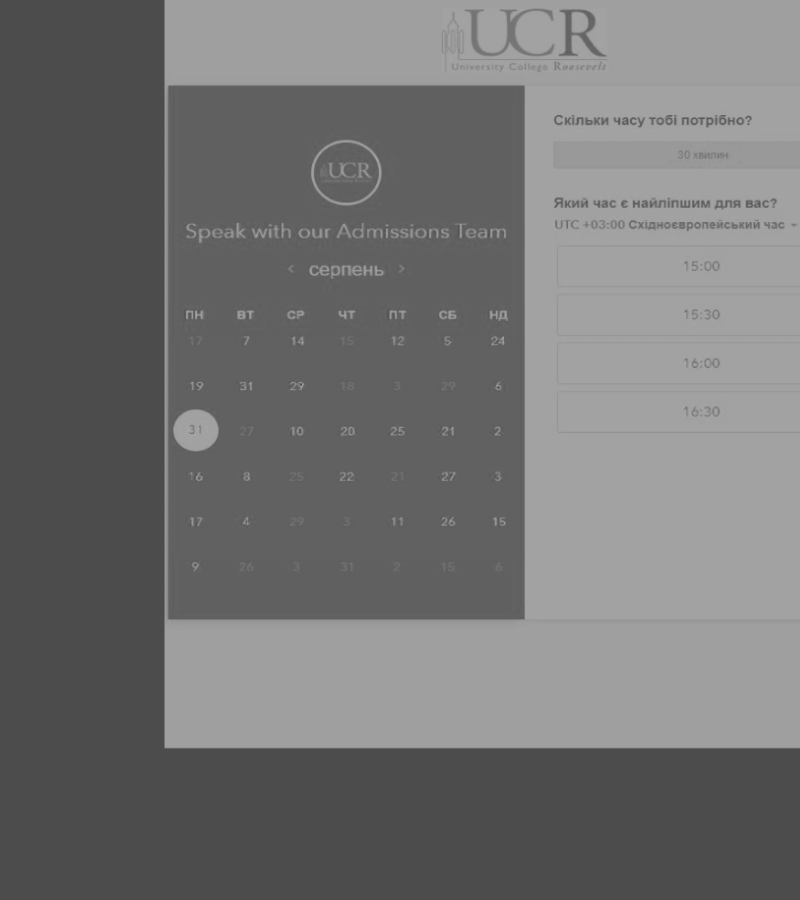 UCR
University College Roosevelt
UCR
Speak with our Admissions Team
серпень
ПН ВТ СР ЧТ ПТ СБ НД
17 7 14 15 12 5 24
19 31 29 18 3 29 6
31 27 10 20 25 21 2
16 8 25 22 21 27 3
17 4 29 3 11 26 15
9 26 3 31 2 15 6
Скільки часу тобі потрібно?
30 хвилин
Який час є найліпшим для вас?
UTC +03:00 Східноєвропейський час
15:00
15:30
16:00
16:30